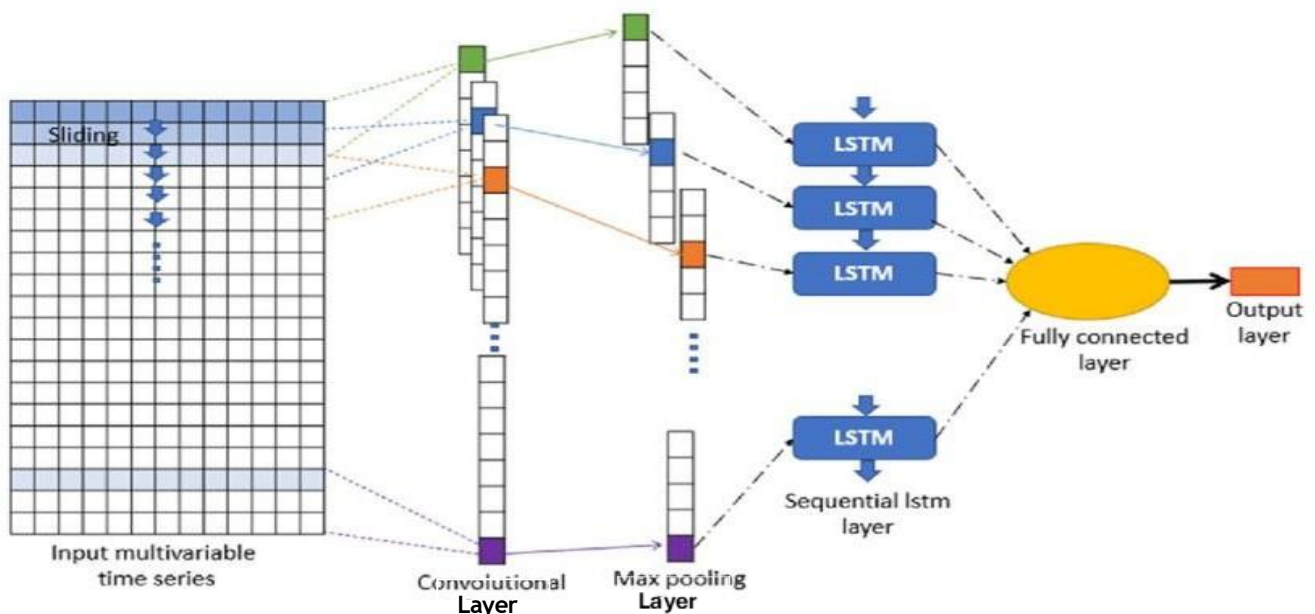 Sliding
Input multivariable
time series
Convolutional
Layer
Max pooling
Layer
LSTM
LSTM
LSTM
LSTM
Sequential lstm
layer
Fully connected
layer
Output
layer